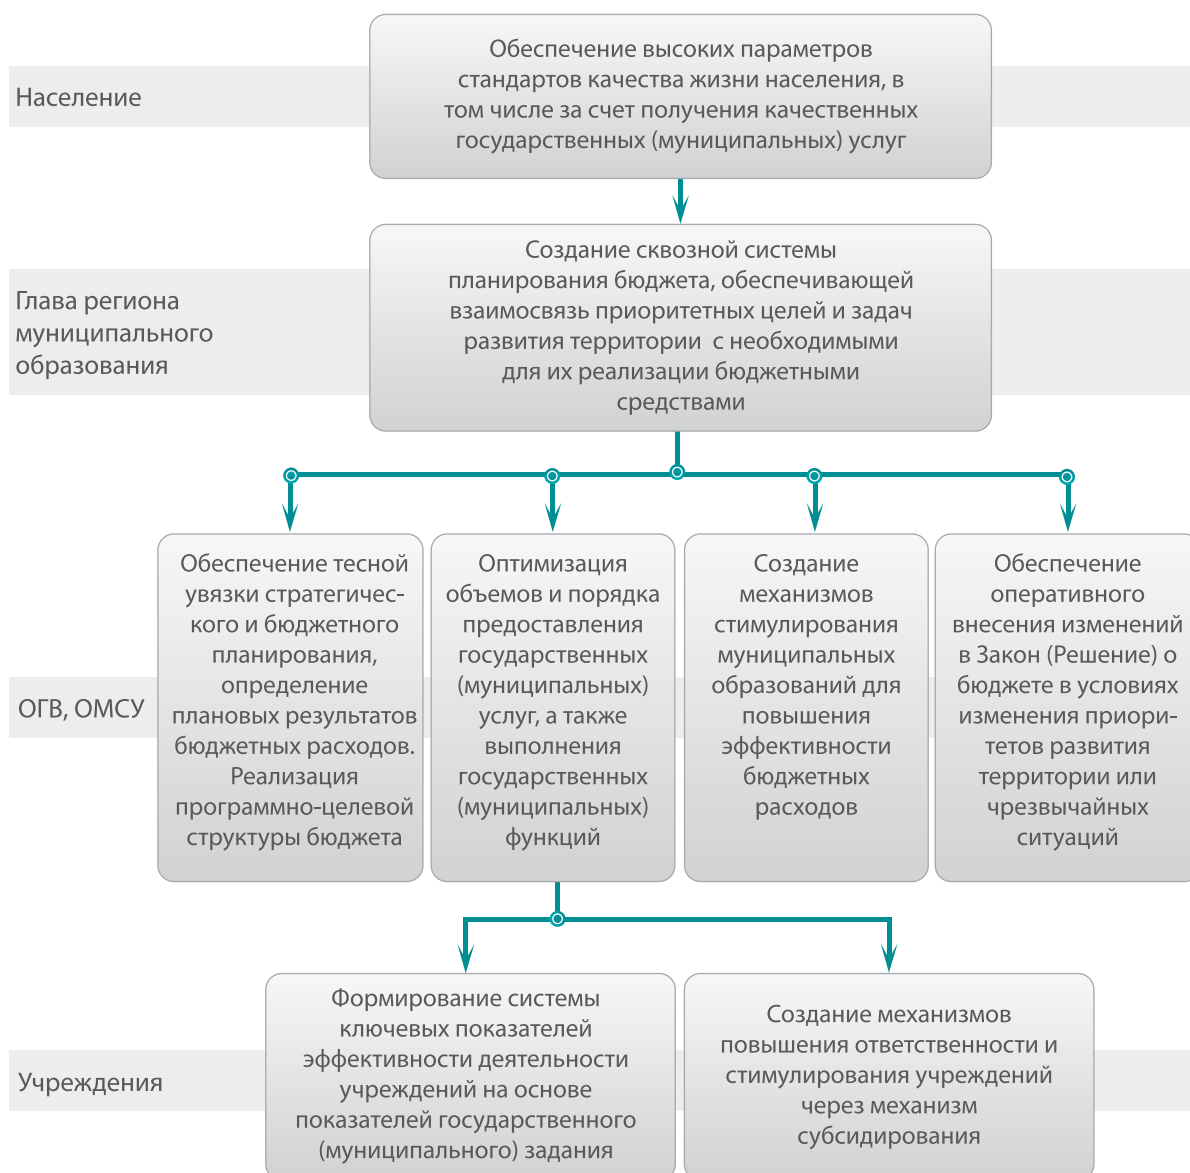 Население
Обеспечение высоких параметров
стандартов качества жизни населения, в
том числе за счет получения качественных
государственных (муниципальных) услуг
Глава региона
муниципального
образования
Создание сквозной системы
планирования бюджета, обеспечивающей
взаимосвязь приоритетных целей и задач
развития территории с необходимыми
для их реализации бюджетными
средствами
ОГВ, ОМСУ
Обеспечение тесной
увязки стратегичес-
кого и бюджетного
планирования,
определение
плановых результатов
бюджетных расходов.
Реализация
программно-целевой
структуры бюджета
Оптимизация
объемов и порядка
предоставления
государственных
(муниципальных)
услуг, а также
выполнения
государственных
(муниципальных)
функций
Создание
механизмов
стимулирования
муниципальных
образований для
повышения
эффективности
бюджетных
расходов
Обеспечение
оперативного
внесения изменений
в Закон (Решение) о
бюджете в условиях
изменения приори-
тетов развития
территории или
чрезвычайных
ситуаций
Учреждения
Формирование системы
ключевых показателей
эффективности деятельности
учреждений на основе
показателей государственного
(муниципального) задания
Создание механизмов
повышения ответственности и
стимулирования учреждений
через механизм
субсидирования